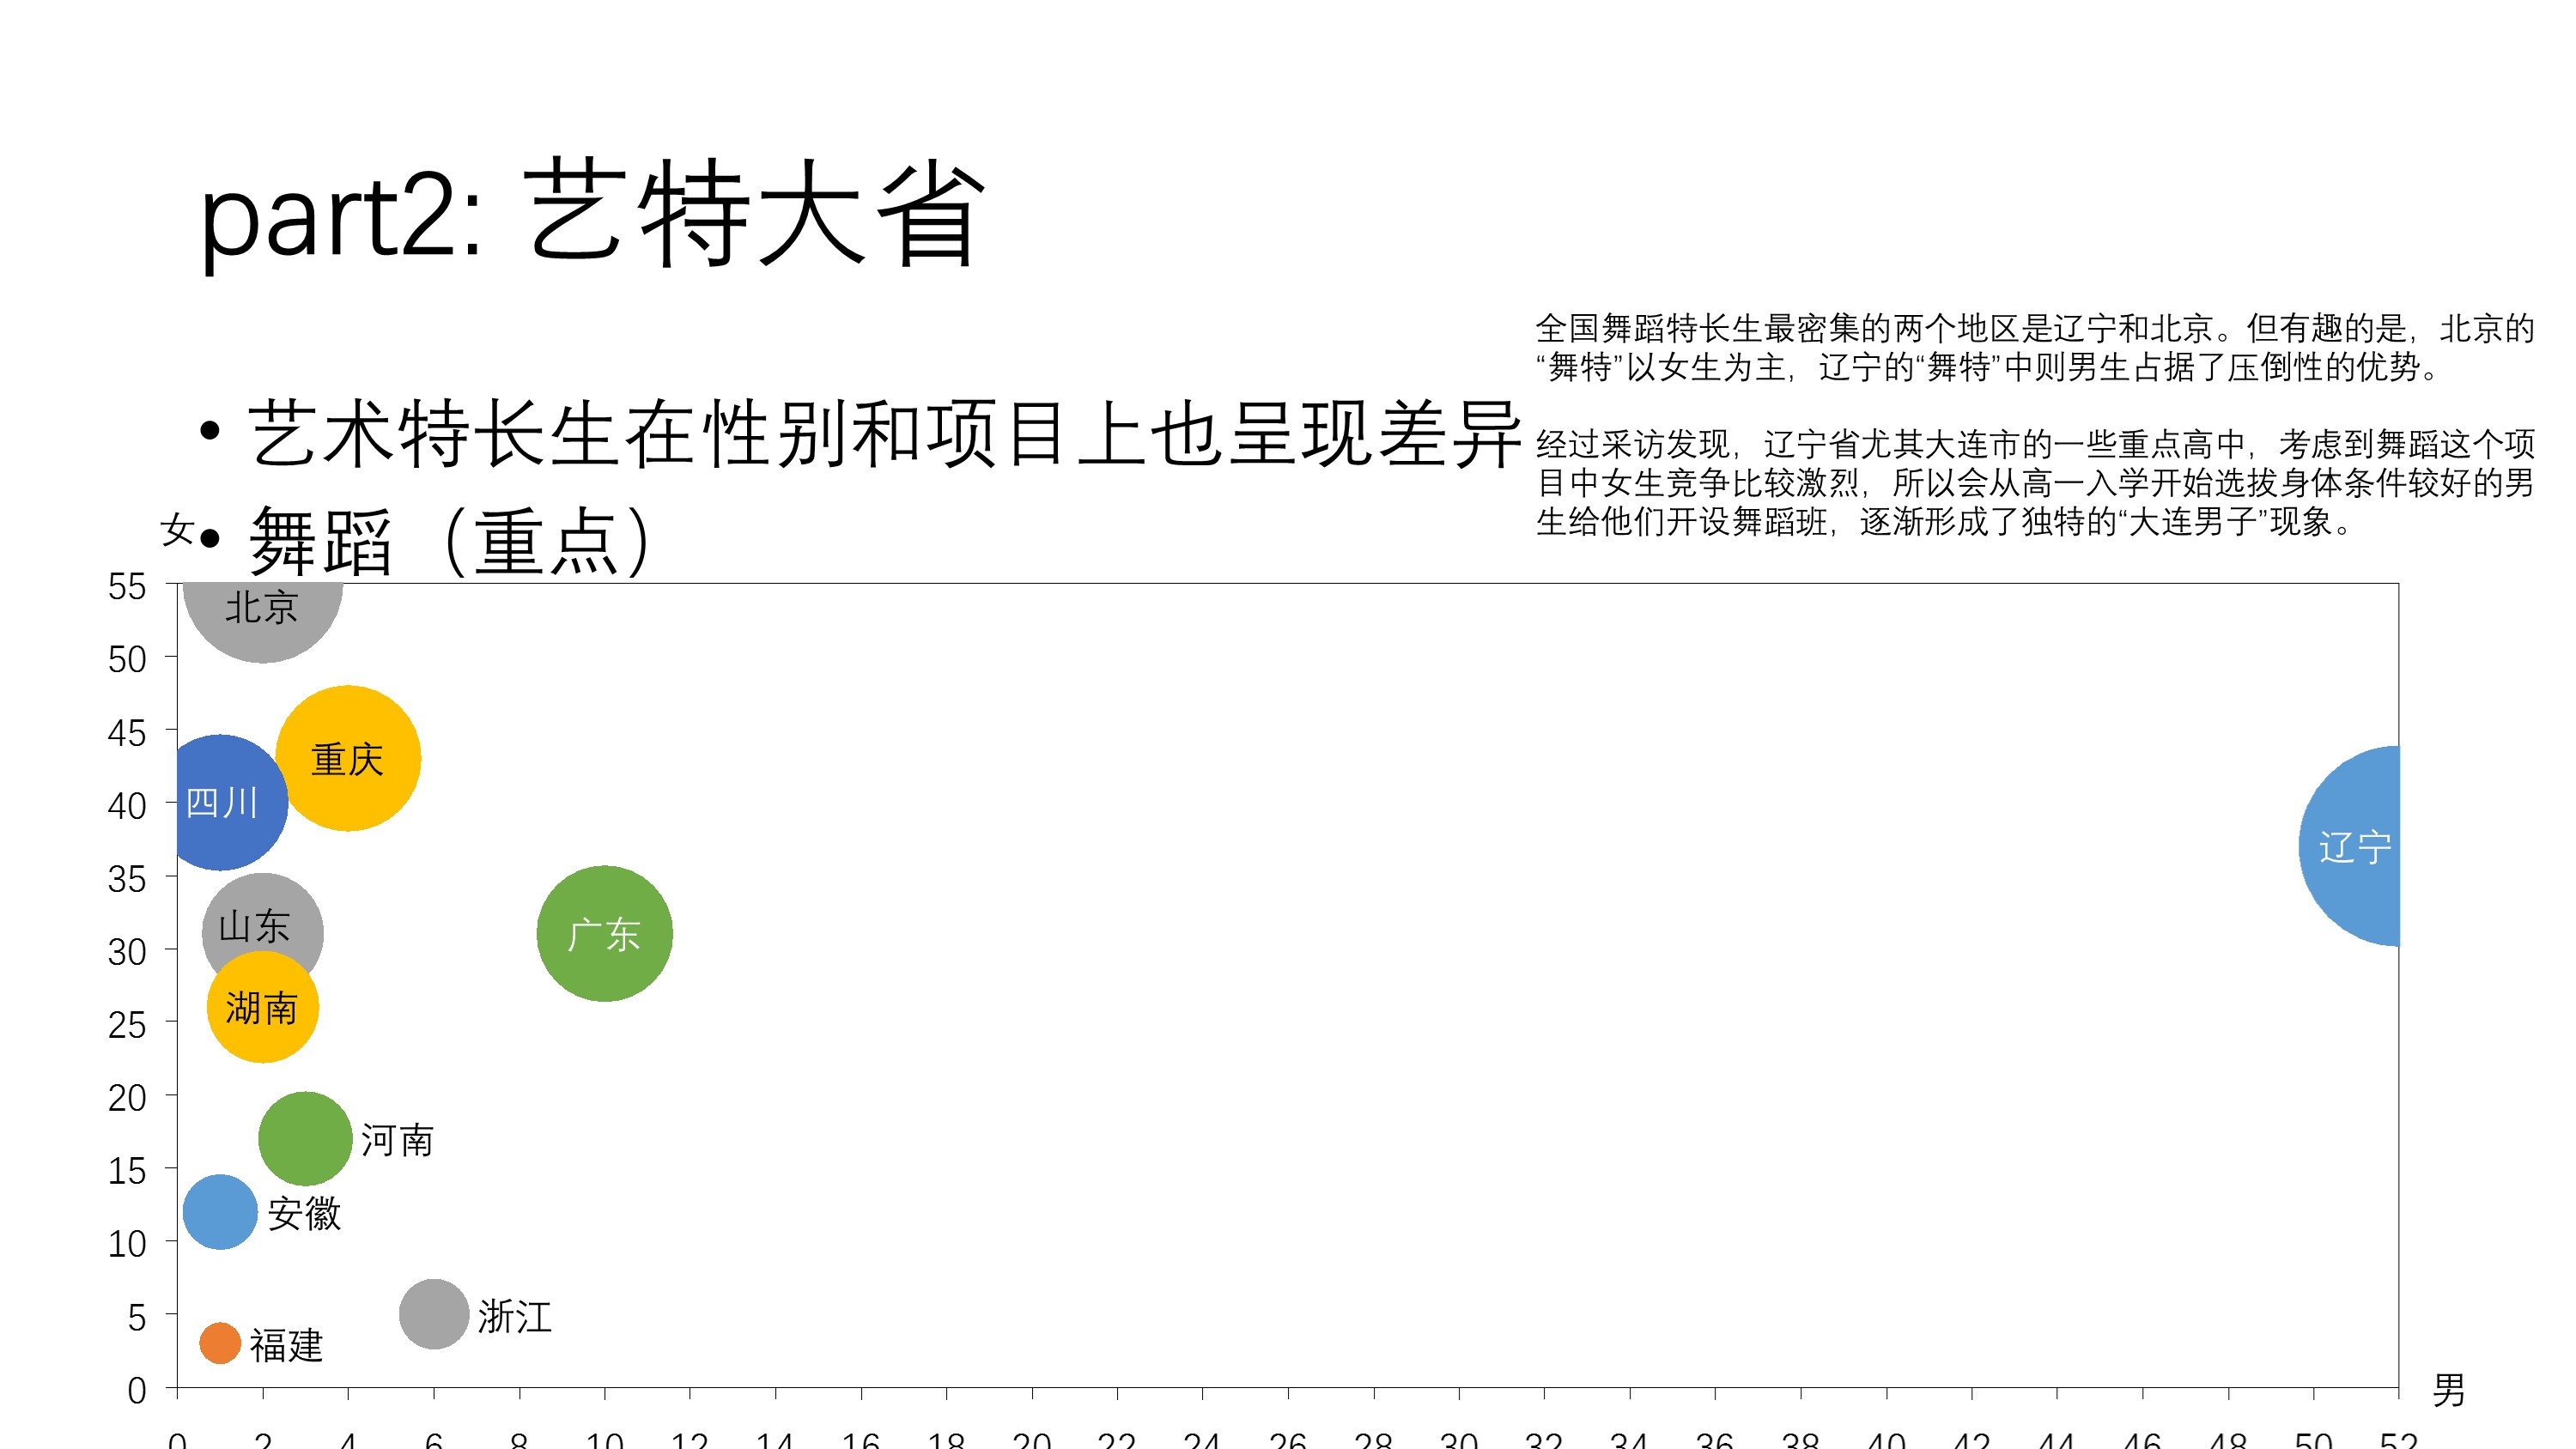 part2: 艺特大省
• 艺术特长生在性别和项目上也呈现差异
• 舞蹈（重点）
全国舞蹈特长生最密集的两个地区是辽宁和北京。但有趣的是，北京的
“舞特”以女生为主，辽宁的“舞特”中则男生占据了压倒性的优势。
经过采访发现，辽宁省尤其大连市的一些重点高中，考虑到舞蹈这个项
目中女生竞争比较激烈，所以会从高一入学开始选拔身体条件较好的男
生给他们开设舞蹈班，逐渐形成了独特的“大连男子”现象。
女
55
50
45
40
35
30
25
20
15
10
5
0
北京
重庆
四川
辽宁
山东
广东
湖南
河南
安徽
浙江
福建
男
0 2 4 6 8 10 12 14 16 18 20 22 24 26 28 30 32 34 36 38 40 42 44 46 48 50 52